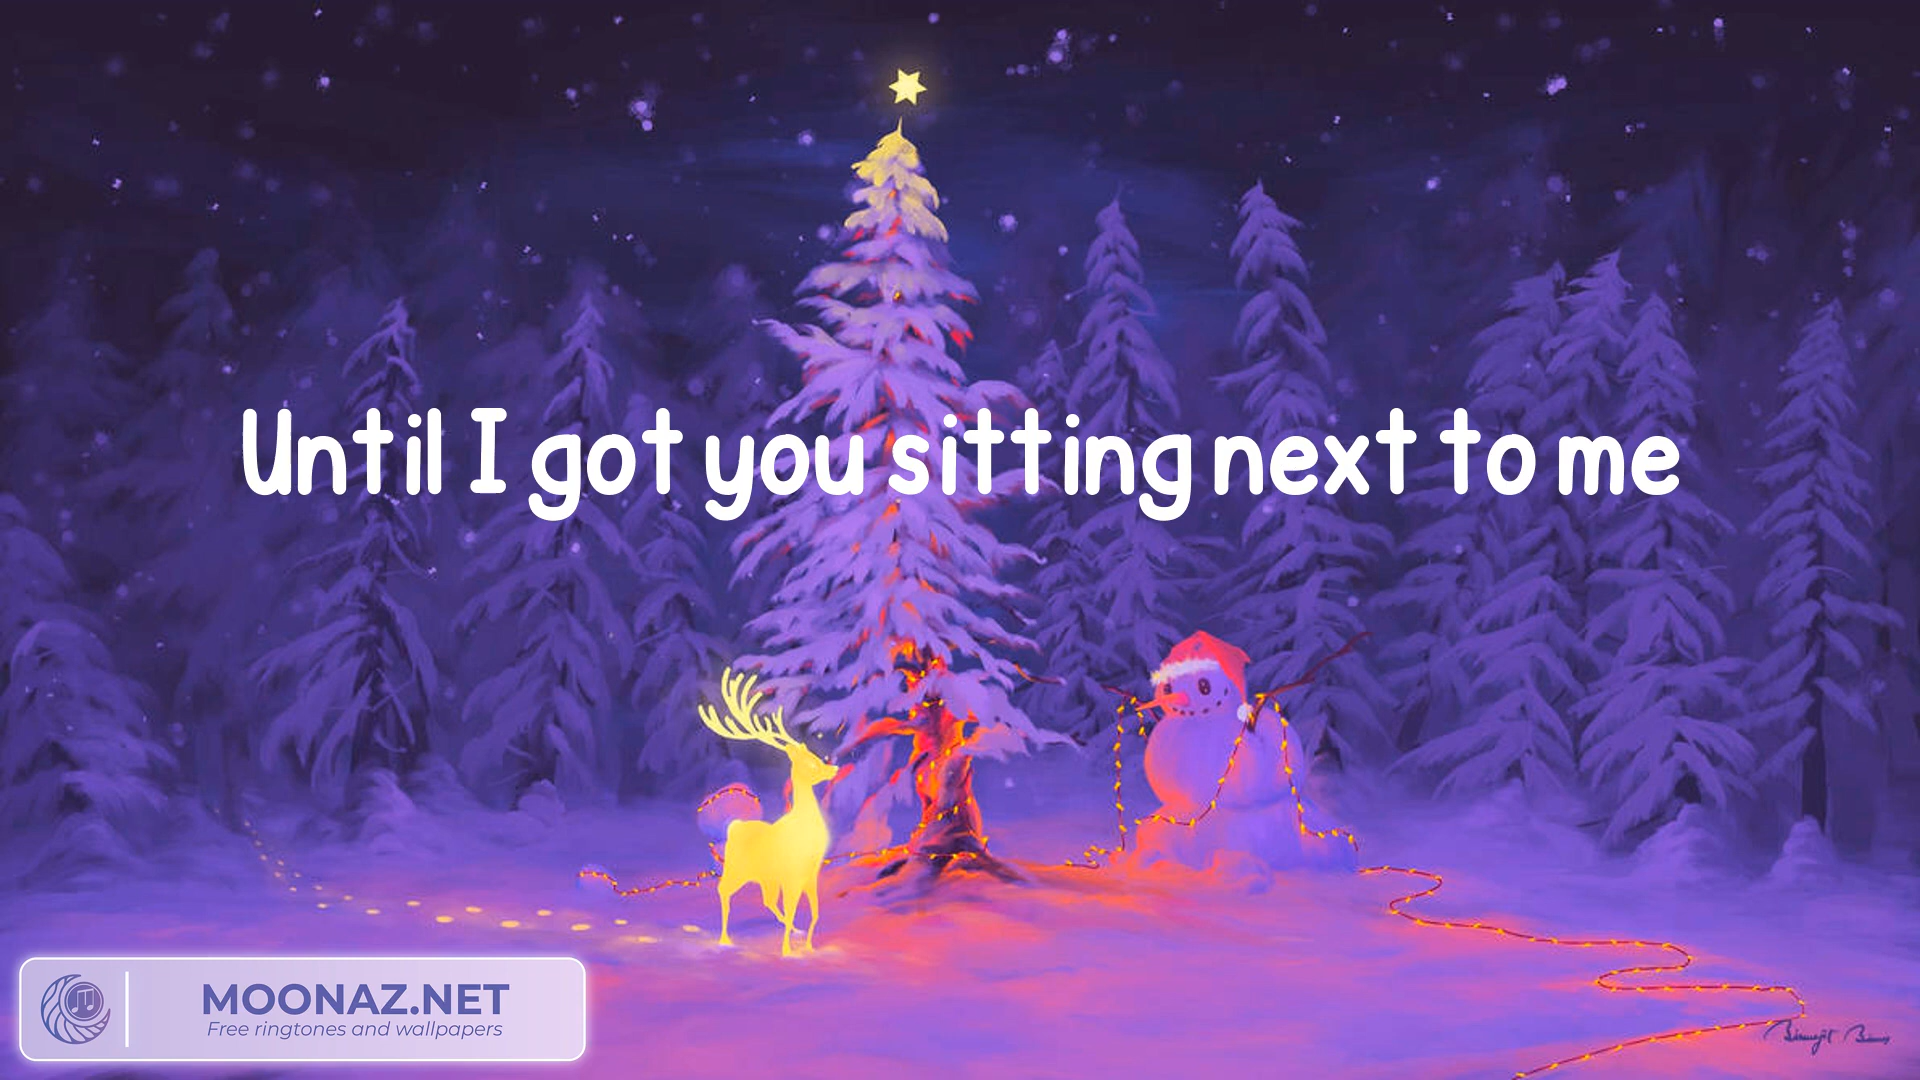 Until I got you sitting next to me
MOONAZ.NET
Free ringtones and wallpapers